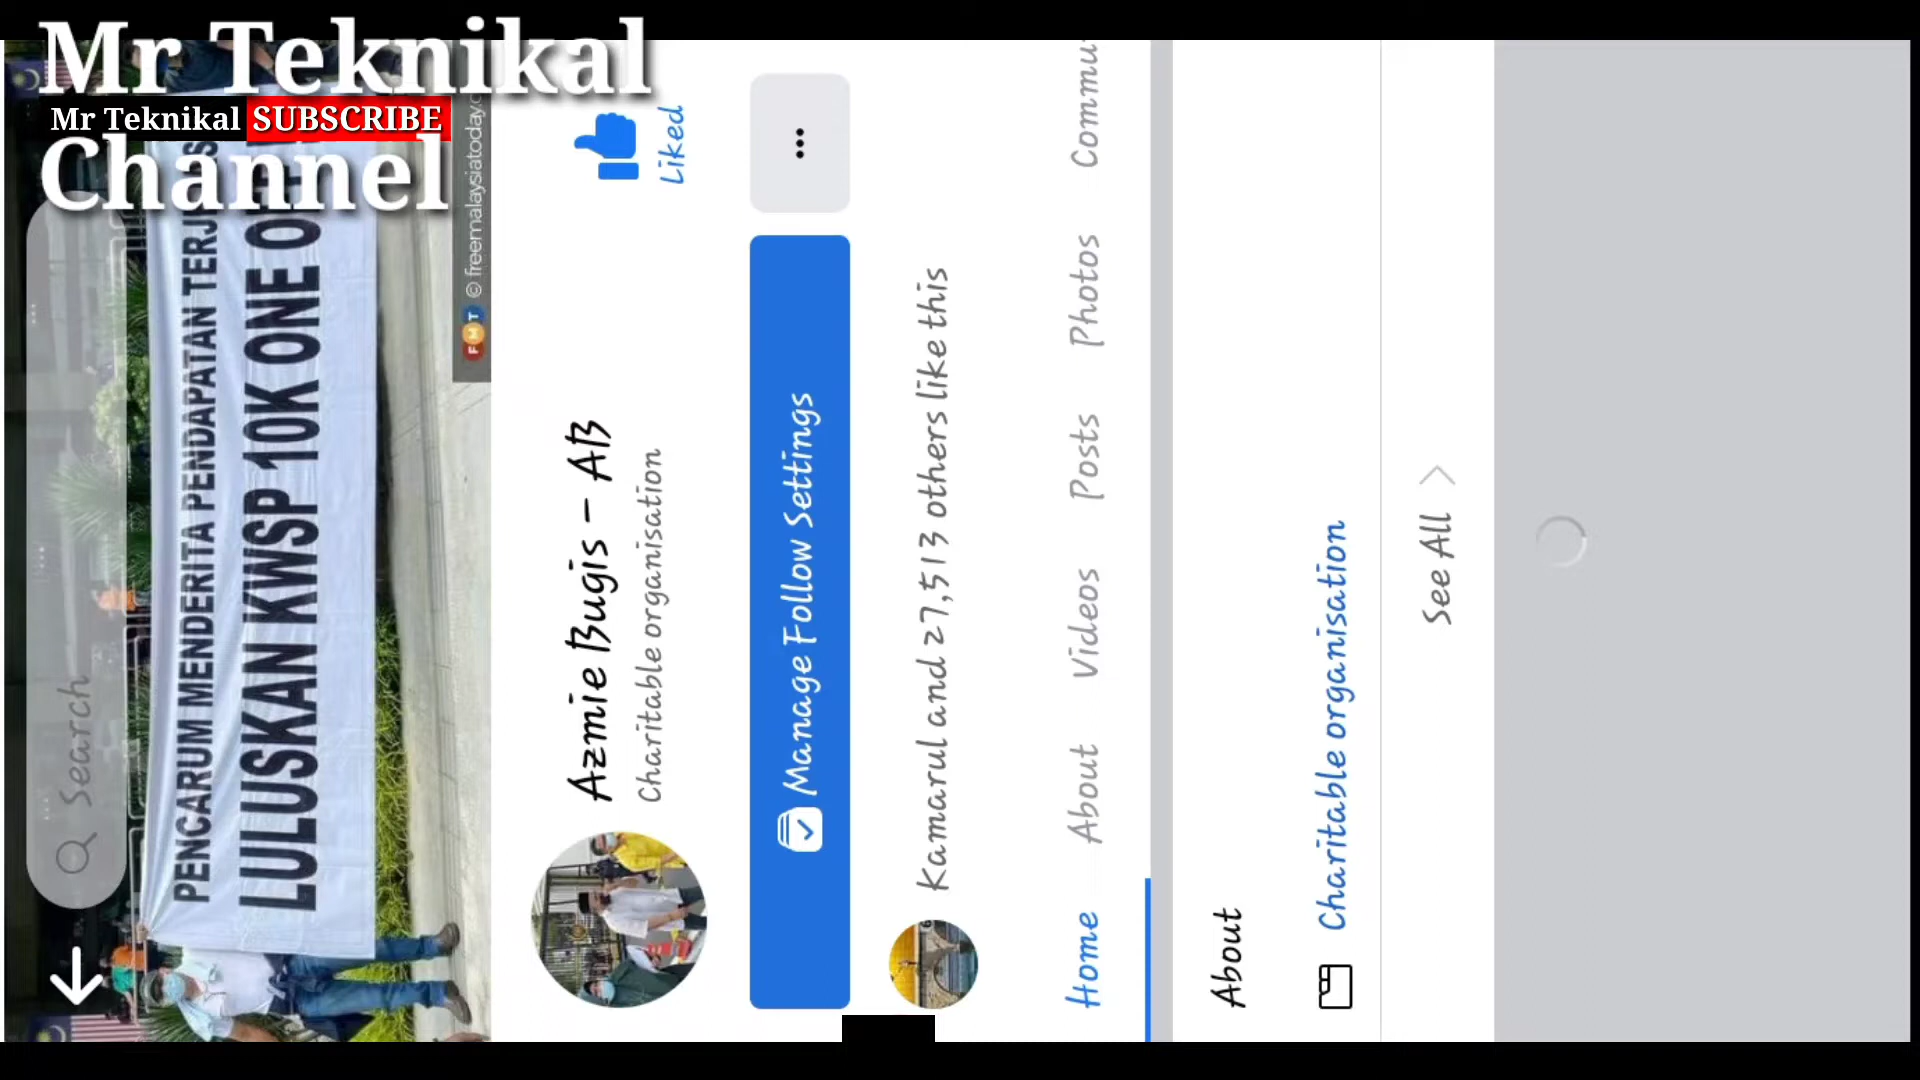 Mr Teknikal
Channel
Mr Teknikal SUBSCRIBE
Search
PENCARUM MENDERITA PENDAPATAN
LULUSKAN KWSP 10K ONE
FMT © freemalaysiatoday
Azmie Bugis - AB
Charitable organisation
Liked
Manage Follow Settings
Kamarul and 27,513 others like this
Home About Videos Posts Photos
About
Charitable organisation
See All